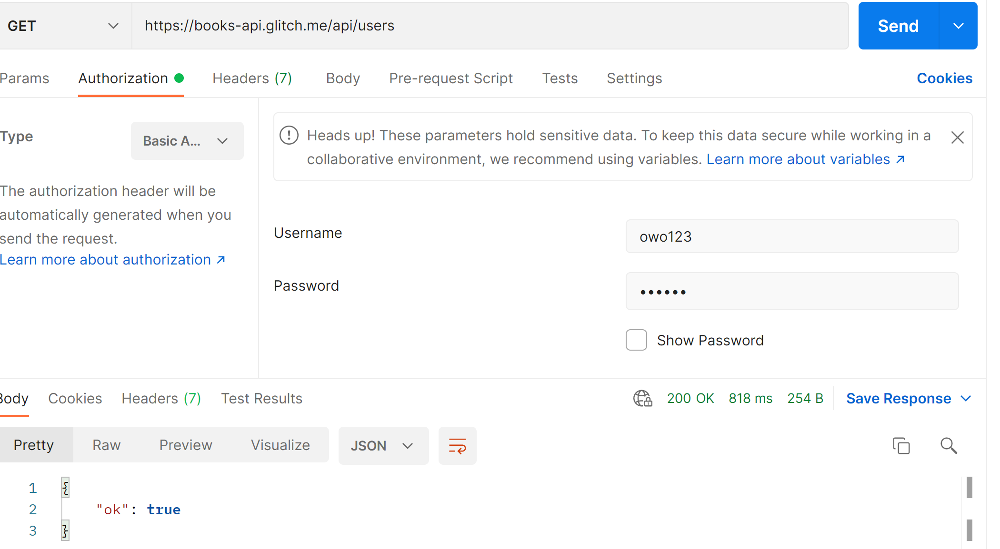 GET https://books-api.glitch.me/api/users Send
Params Authorization Headers (7) Body Pre-request Script Tests Settings Cookies
Type Basic A...
The authorization header will be
automatically generated when you
send the request.
Learn more about authorization ↗
Heads up! These parameters hold sensitive data. To keep this data secure while working in a
collaborative environment, we recommend using variables. Learn more about variables ↗
Username owo123
Password ••••••
Show Password
Body Cookies Headers (7) Test Results 200 OK 818 ms 254 B Save Response
Pretty Raw Preview Visualize JSON
1 {
2 "ok": true
3 }